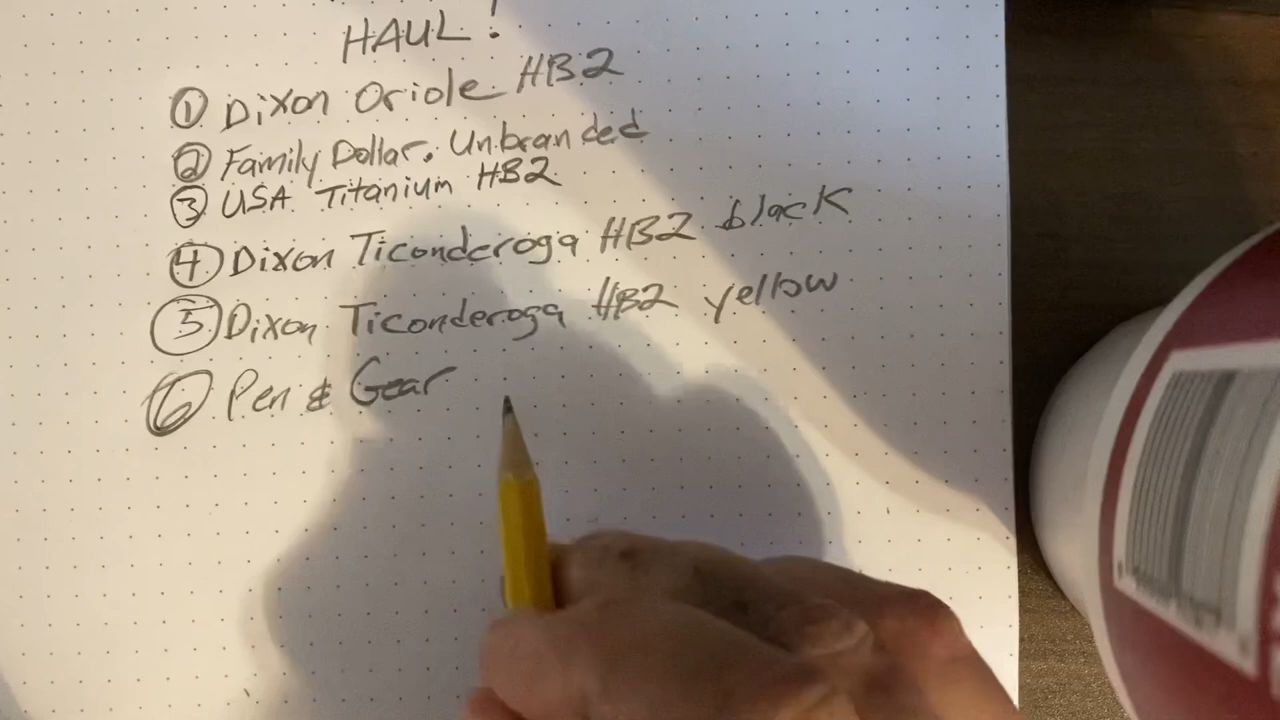 HAUL!
① Dixon Oriole HB2
② Family Dollar. Unbranded
③ USA Titanium HB2
④ Dixon Ticonderoga HB2 black
⑤ Dixon Ticonderoga HB2 yellow
⑥ Pen & Gear